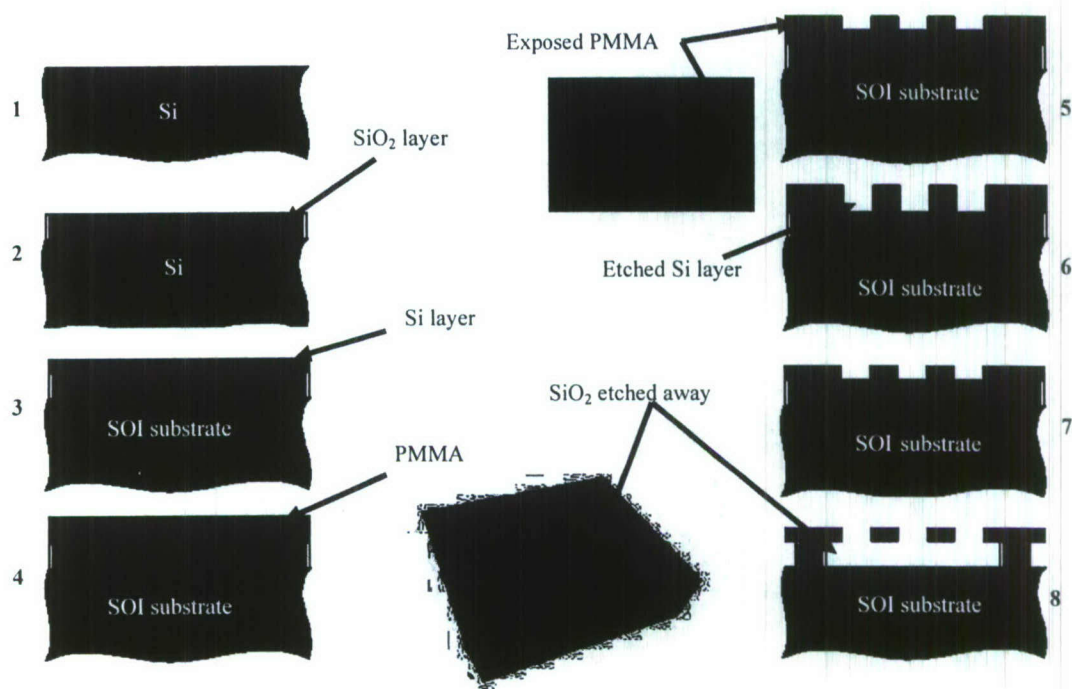 1
Si
SiO₂ layer
2
Si
Si layer
3
SOI substrate
PMMA
4
SOI substrate
Exposed PMMA
SOI substrate
5
Etched Si layer
SOI substrate
6
SiO₂ etched away
SOI substrate
7
SOI substrate
8